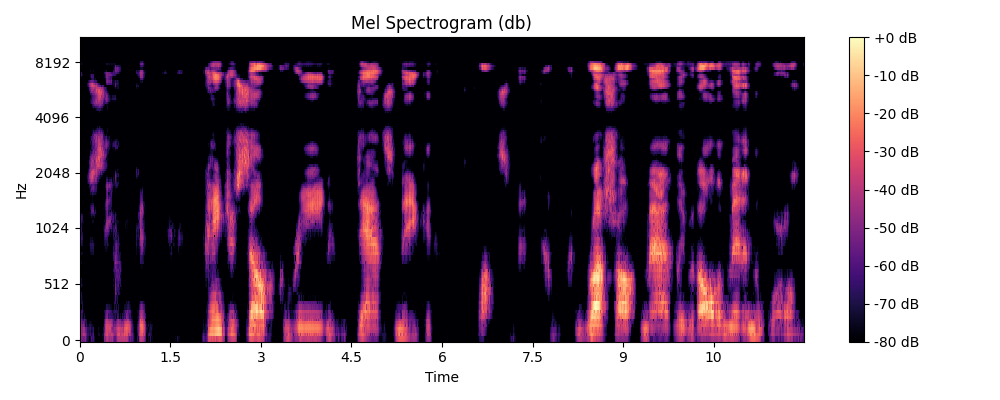 Mel Spectrogram (db)
8192
4096
2048
1024
512
0
Hz
0 1.5 3 4.5 6 7.5 9 10
Time
+0 dB
-10 dB
-20 dB
-30 dB
-40 dB
-50 dB
-60 dB
-70 dB
-80 dB